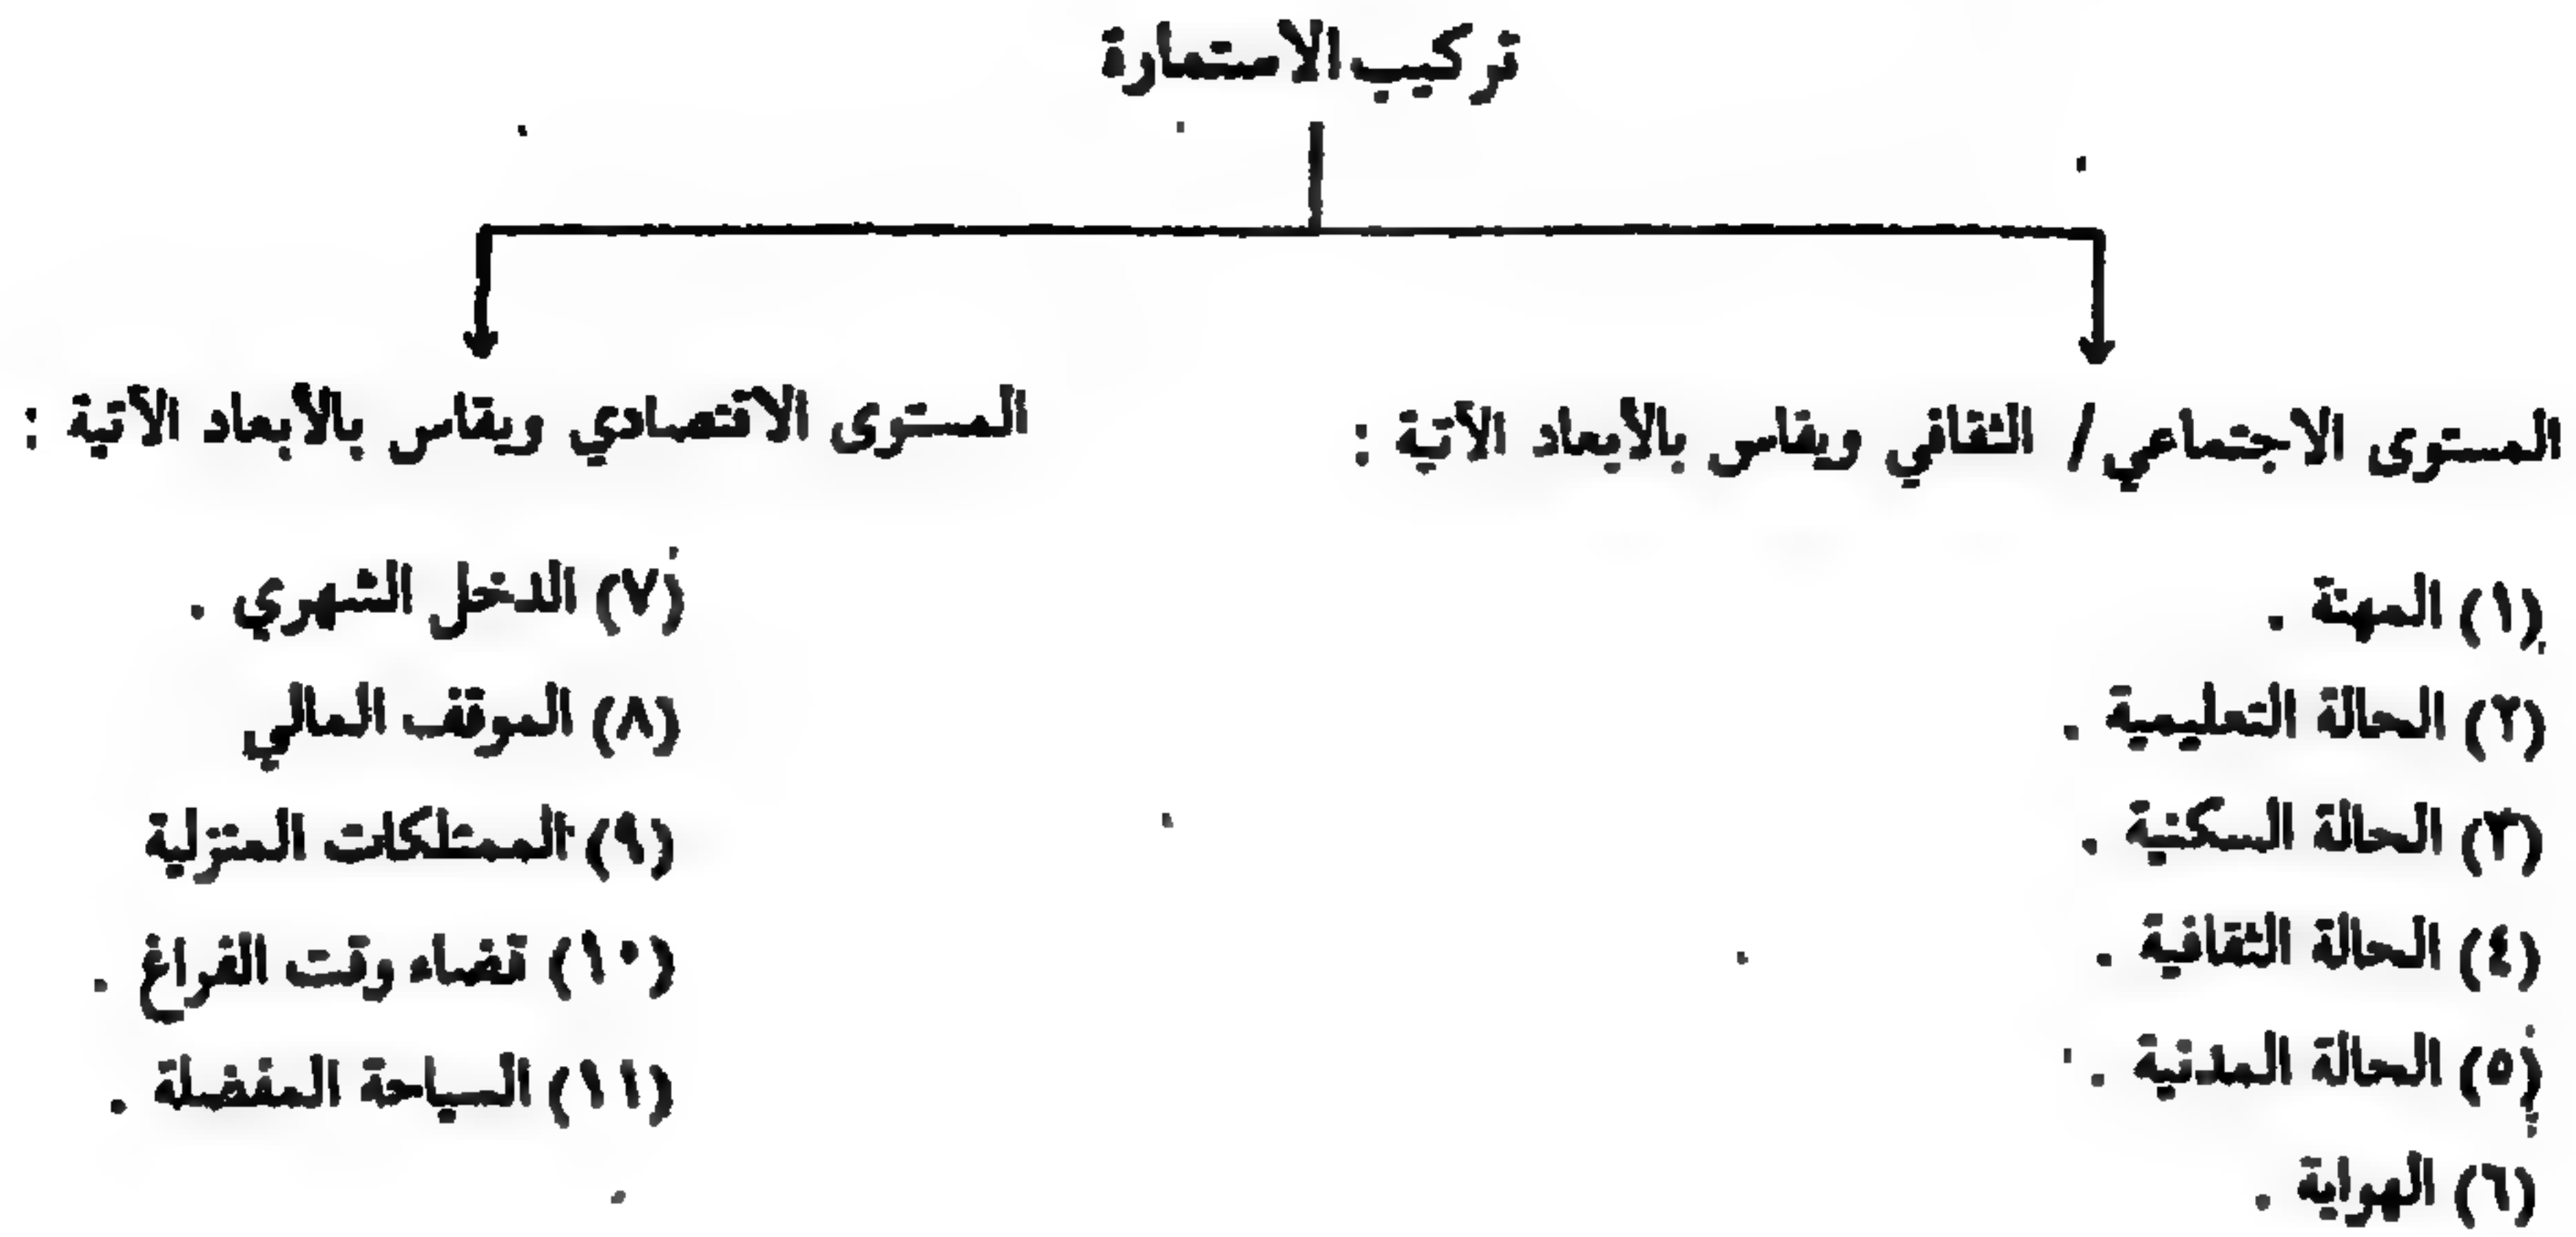 تركيب الاستمارة
المستوى الاجتماعي / الثقافي ويقاس بالأبعاد الآتية :
(١) المهنة .
(٢) الحالة التعليمية .
(٣) الحالة السكنية .
(٤) الحالة الثقافية .
(٥) الحالة المدنية .
(٦) الهواية .
المستوى الاقتصادي ويقاس بالأبعاد الآتية :
(٧) الدخل الشهري .
(٨) الموقف المالي
(٩) الممتلكات المنزلية
(١٠) قضاء وقت الفراغ .
(١١) السياحة المفضلة .